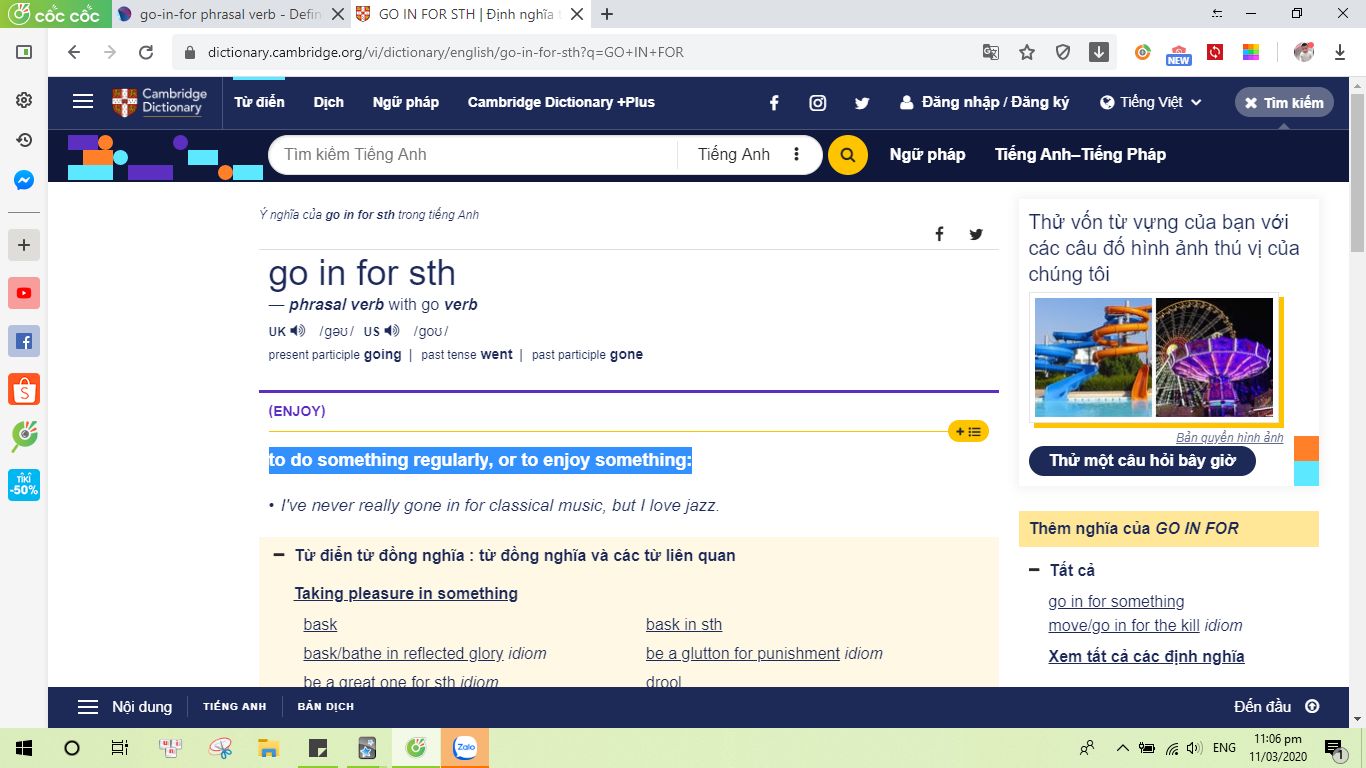 cốc cốc
go-in-for phrasal verb - Defin
GO IN FOR STH | Định nghĩa
dictionary.cambridge.org/vi/dictionary/english/go-in-for-sth?q=GO+IN+FOR
NEW
Cambridge Dictionary
Từ điển
Dịch
Ngữ pháp
Cambridge Dictionary +Plus
Đăng nhập / Đăng ký
Tiếng Việt
Tìm kiếm
Tìm kiếm Tiếng Anh
Tiếng Anh
Ngữ pháp
Tiếng Anh–Tiếng Pháp
Ý nghĩa của go in for sth trong tiếng Anh
go in for sth
— phrasal verb with go verb
UK /ɡəʊ/ US /ɡoʊ/
present participle going | past tense went | past participle gone
(ENJOY)
to do something regularly, or to enjoy something:
• I've never really gone in for classical music, but I love jazz.
Từ điển từ đồng nghĩa : từ đồng nghĩa và các từ liên quan
Taking pleasure in something
bask
bask in sth
bask/bathe in reflected glory idiom
be a glutton for punishment idiom
be a great one for sth idiom
drool
Thử vốn từ vựng của bạn với
các câu đố hình ảnh thú vị của
chúng tôi
Bản quyền hình ảnh
Thử một câu hỏi bây giờ
Thêm nghĩa của GO IN FOR
Tất cả
go in for something
move/go in for the kill idiom
Xem tất cả các định nghĩa
TIKI
-50%
Nội dung
TIẾNG ANH
BẢN DỊCH
Đến đầu
Zalo
ENG
11:06 pm
11/03/2020
1